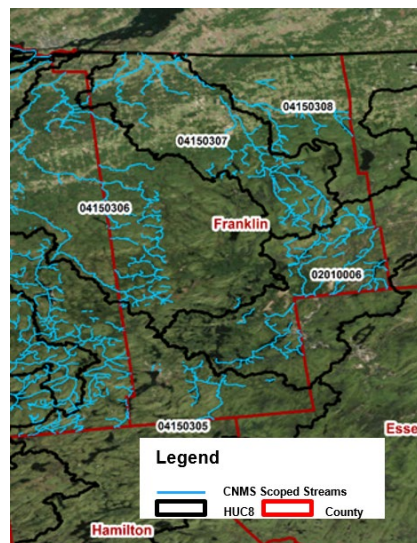 04150308
04150307
04150306
Franklin
02010006
04150305
Esse
Legend
CNMS Scoped Streams
HUC8 County
Hamilton